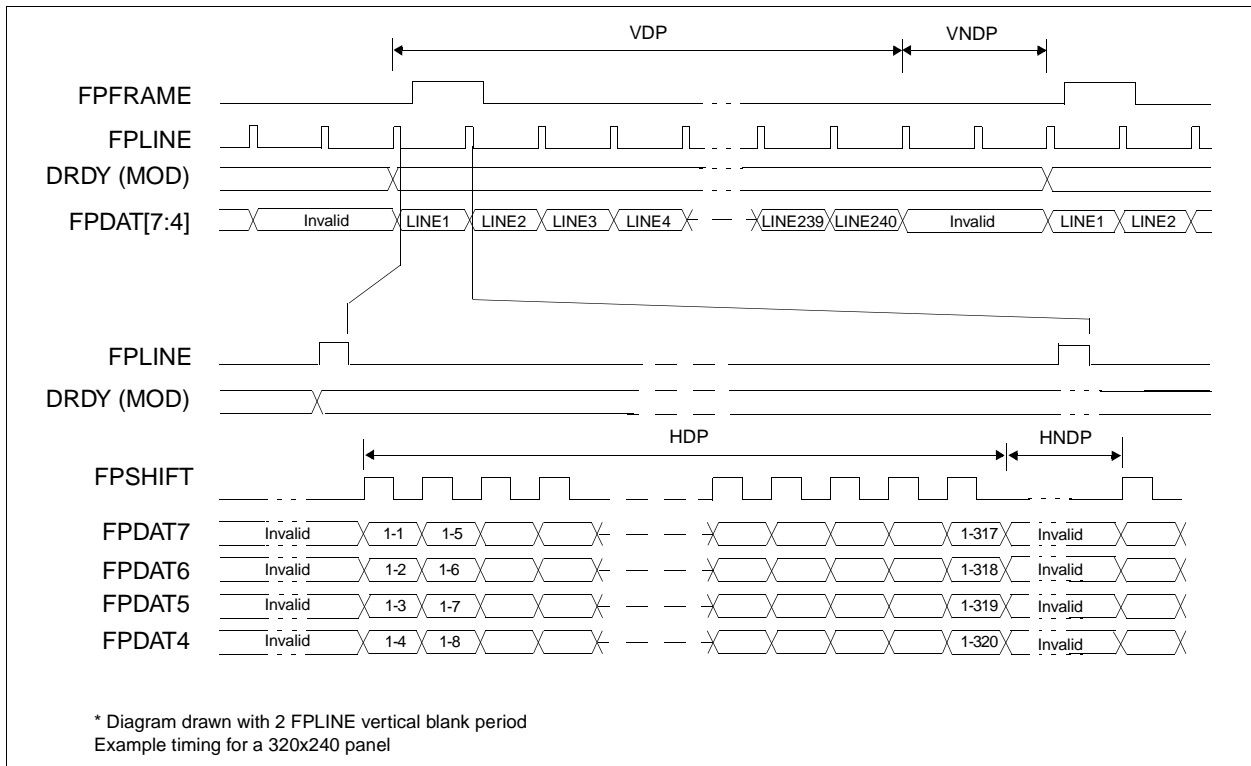 VDP VNDP
FPFRAME
FPLINE
DRDY (MOD)
FPDAT[7:4] Invalid LINE1 LINE2 LINE3 LINE4 LINE239 LINE240 Invalid LINE1 LINE2
FPLINE
DRDY (MOD)
HDP HNDP
FPSHIFT
FPDAT7 Invalid 1-1 1-5 1-317 Invalid
FPDAT6 Invalid 1-2 1-6 1-318 Invalid
FPDAT5 Invalid 1-3 1-7 1-319 Invalid
FPDAT4 Invalid 1-4 1-8 1-320 Invalid
* Diagram drawn with 2 FPLINE vertical blank period
Example timing for a 320x240 panel